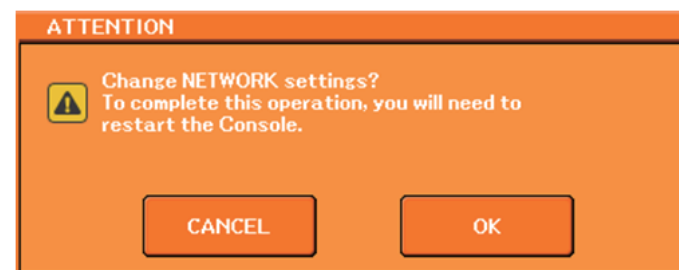 ATTENTION
Change NETWORK settings?
To complete this operation, you will need to
restart the Console.
CANCEL
OK